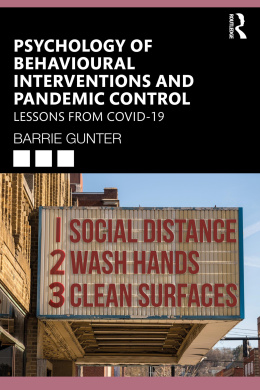 Routledge
PSYCHOLOGY OF
BEHAVIOURAL
INTERVENTIONS AND
PANDEMIC CONTROL
LESSONS FROM COVID-19
BARRIE GUNTER
1 SOCIAL DISTANCE
2 WASH HANDS
3 CLEAN SURFACES